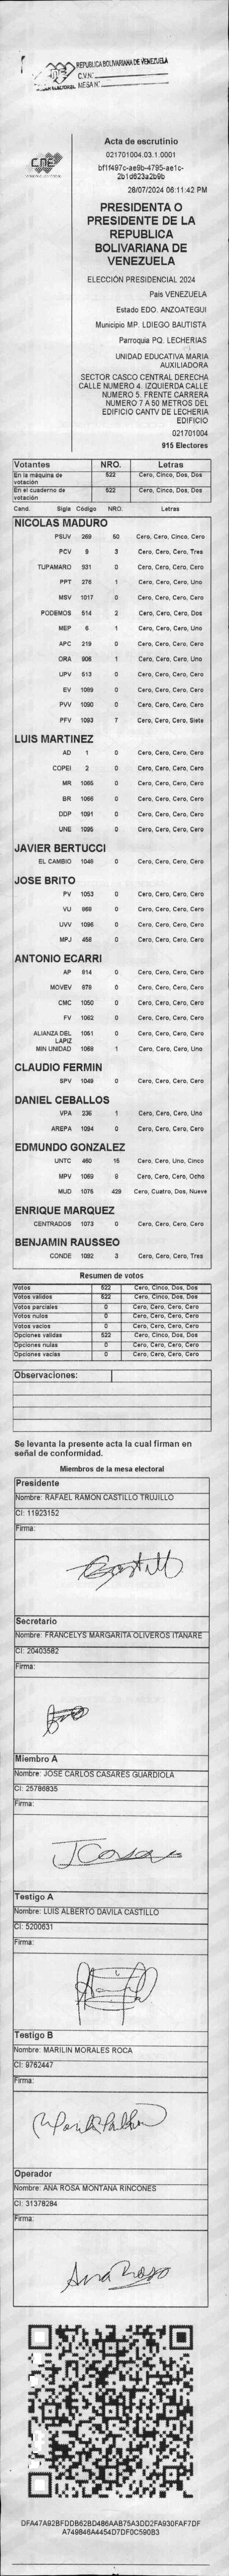 REPUBLICA BOLIVARIANA DE VENEZUELA
C.V.N°:
MESA N°:
CNE
Acta de escrutinio
021701004.03.1.0001
bf1f497c-ae9b-4795-ae1c-
2b1d623a2b9b
28/07/2024 06:11:42 PM
PRESIDENTA O
PRESIDENTE DE LA
REPUBLICA
BOLIVARIANA DE
VENEZUELA
ELECCIÓN PRESIDENCIAL 2024
Pais VENEZUELA
Estado EDO. ANZOATEGUI
Municipio MP. LDIEGO BAUTISTA
Parroquia PQ. LECHERIAS
UNIDAD EDUCATIVA MARIA
AUXILIADORA
SECTOR CASCO CENTRAL DERECHA
CALLE NUMERO 4. IZQUIERDA CALLE
NUMERO 5. FRENTE CARRERA
NUMERO 7 A 50 METROS DEL
EDIFICIO CANTV DE LECHERIA
EDIFICIO
021701004
915 Electores
Votantes NRO. Letras
En la máquina de votación 522 Cero, Cinco, Dos, Dos
En el cuaderno de votación 522 Cero, Cinco, Dos, Dos
Cand. Sigla Código NRO. Letras
NICOLAS MADURO
PSUV 269 50 Cero, Cero, Cinco, Cero
PCV 9 3 Cero, Cero, Cero, Tres
TUPAMARO 931 0 Cero, Cero, Cero, Cero
PPT 276 1 Cero, Cero, Cero, Uno
MSV 1017 0 Cero, Cero, Cero, Cero
PODEMOS 514 2 Cero, Cero, Cero, Dos
MEP 6 1 Cero, Cero, Cero, Uno
APC 219 0 Cero, Cero, Cero, Cero
ORA 906 1 Cero, Cero, Cero, Uno
UPV 513 0 Cero, Cero, Cero, Cero
EV 1089 0 Cero, Cero, Cero, Cero
PVV 1090 0 Cero, Cero, Cero, Cero
PFV 1093 7 Cero, Cero, Cero, Siete
LUIS MARTINEZ
AD 1 0 Cero, Cero, Cero, Cero
COPEI 2 0 Cero, Cero, Cero, Cero
MR 1065 0 Cero, Cero, Cero, Cero
BR 1066 0 Cero, Cero, Cero, Cero
DDP 1091 0 Cero, Cero, Cero, Cero
UNE 1095 0 Cero, Cero, Cero, Cero
JAVIER BERTUCCI
EL CAMBIO 1048 0 Cero, Cero, Cero, Cero
JOSE BRITO
PV 1053 0 Cero, Cero, Cero, Cero
VU 968 0 Cero, Cero, Cero, Cero
UVV 1096 0 Cero, Cero, Cero, Cero
MPJ 458 0 Cero, Cero, Cero, Cero
ANTONIO ECARRI
AP 814 0 Cero, Cero, Cero, Cero
MOVEV 878 0 Cero, Cero, Cero, Cero
CMC 1050 0 Cero, Cero, Cero, Cero
FV 1062 0 Cero, Cero, Cero, Cero
ALIANZA DEL LAPIZ 1051 0 Cero, Cero, Cero, Cero
MIN UNIDAD 1068 1 Cero, Cero, Cero, Uno
CLAUDIO FERMIN
SPV 1049 0 Cero, Cero, Cero, Cero
DANIEL CEBALLOS
VPA 236 1 Cero, Cero, Cero, Uno
AREPA 1094 0 Cero, Cero, Cero, Cero
EDMUNDO GONZALEZ
UNTC 460 15 Cero, Cero, Uno, Cinco
MPV 1069 8 Cero, Cero, Cero, Ocho
MUD 1075 429 Cero, Cuatro, Dos, Nueve
ENRIQUE MARQUEZ
CENTRADOS 1073 0 Cero, Cero, Cero, Cero
BENJAMIN RAUSSEO
CONDE 1092 3 Cero, Cero, Cero, Tres
Resumen de votos
Votos 522 Cero, Cinco, Dos, Dos
Votos válidos 522 Cero, Cinco, Dos, Dos
Votos parciales 0 Cero, Cero, Cero, Cero
Votos nulos 0 Cero, Cero, Cero, Cero
Votos vacíos 0 Cero, Cero, Cero, Cero
Opciones validas 522 Cero, Cinco, Dos, Dos
Opciones nulas 0 Cero, Cero, Cero, Cero
Opciones vacías 0 Cero, Cero, Cero, Cero
Observaciones:
Se levanta la presente acta la cual firman en
señal de conformidad.
Miembros de la mesa electoral
Presidente
Nombre: RAFAEL RAMON CASTILLO TRUJILLO
CI: 11923152
Firma:
Secretario
Nombre: FRANCELYS MARGARITA OLIVEROS ITANARE
CI: 20403582
Firma:
Miembro A
Nombre: JOSE CARLOS CASARES GUARDIOLA
CI: 25786835
Firma:
Testigo A
Nombre: LUIS ALBERTO DAVILA CASTILLO
CI: 5200631
Firma:
Testigo B
Nombre: MARILIN MORALES ROCA
CI: 9762447
Firma:
Operador
Nombre: ANA ROSA MONTANA RINCONES
CI: 31378284
Firma:
Ana Rosa
DFA47A92BFDDB62BD486AAB75A3DD2FA930FAF7DF
A749846A4454D7DF0C590B3